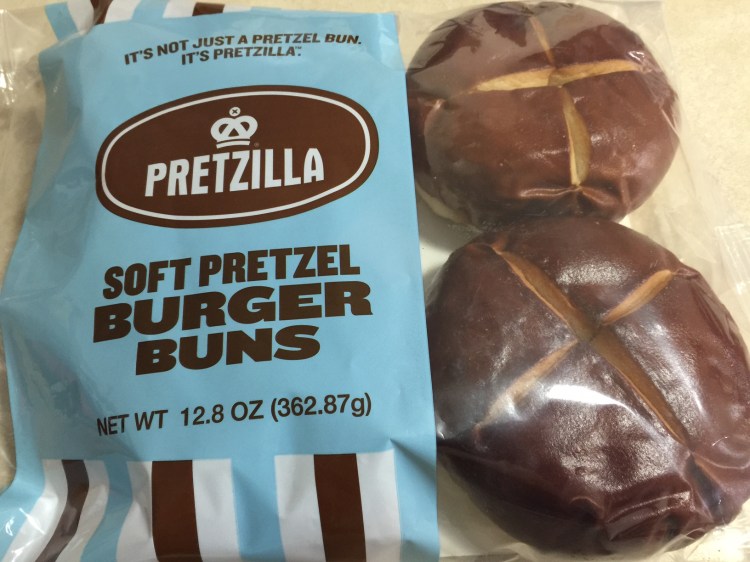 IT'S NOT JUST A PRETZEL BUN.
IT'S PRETZILLA™
PRETZILLA
SOFT PRETZEL
BURGER
BUNS
NET WT 12.8 OZ (362.87g)